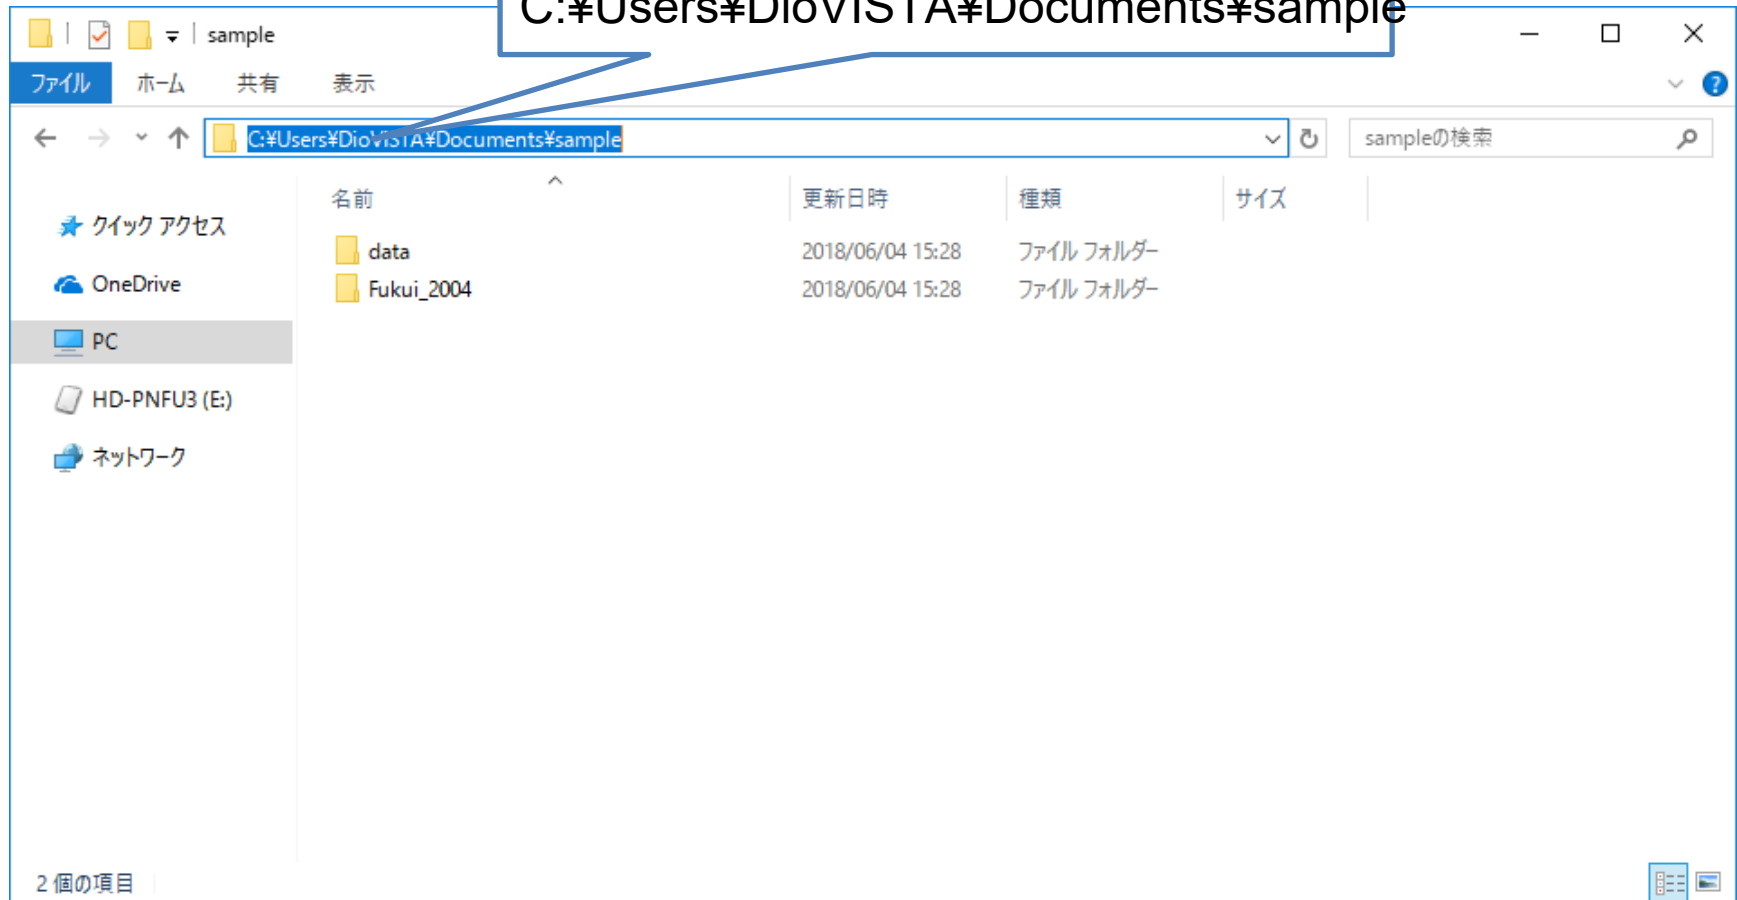 C:¥Users¥DioVISTA¥Documents¥sample
sample
ファイル ホーム 共有 表示
C:¥Users¥DioVISTA¥Documents¥sample
sampleの検索
名前 更新日時 種類 サイズ
クイック アクセス
data 2018/06/04 15:28 ファイル フォルダー
OneDrive
Fukui_2004 2018/06/04 15:28 ファイル フォルダー
PC
HD-PNFU3 (E:)
ネットワーク
2 個の項目